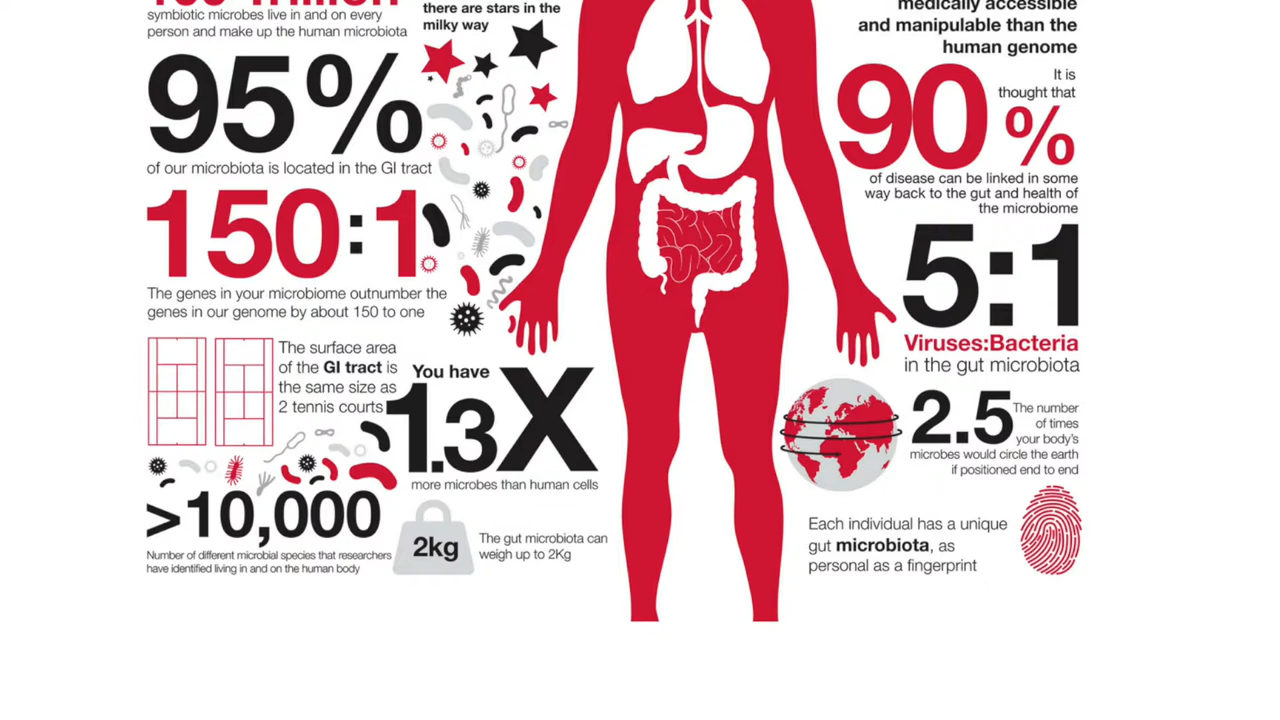 symbiotic microbes live in and on every
person and make up the human microbiota
there are stars in the
milky way
95%
of our microbiota is located in the GI tract
150:1
The genes in your microbiome outnumber the
genes in our genome by about 150 to one
The surface area
of the GI tract is
the same size as
2 tennis courts
You have
1.3X
more microbes than human cells
>10,000
Number of different microbial species that researchers
have identified living in and on the human body
2kg
The gut microbiota can
weigh up to 2Kg
medically accessible
and manipulable than the
human genome
It is
thought that
90%
of disease can be linked in some
way back to the gut and health of
the microbiome
5:1
Viruses:Bacteria
in the gut microbiota
2.5
The number
of times
your body's
microbes would circle the earth
if positioned end to end
Each individual has a unique
gut microbiota, as
personal as a fingerprint